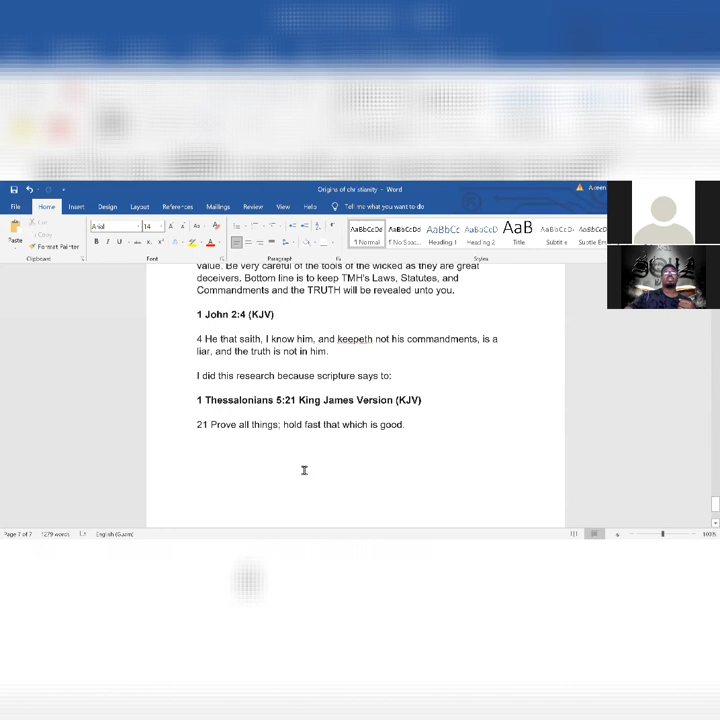 Origins of christianity - Word
File Home Insert Design Layout References Mailings Review View Help Tell me what you want to do
Cut
Copy
Paste
Format Painter
Arial 14
B I U
AaBbCcDd AaBbCcDd AaBbCc AaBbCcC AaB AaBbCcD AaBbCcDd
¶ Normal ¶ No Spac... Heading 1 Heading 2 Title Subtitle Subtle Em
Clipboard Font Paragraph Styles
value. Be very careful of the tools of the wicked as they are great
deceivers. Bottom line is to keep TMH's Laws, Statutes, and
Commandments and the TRUTH will be revealed unto you.
1 John 2:4 (KJV)
4 He that saith, I know him, and keepeth not his commandments, is a
liar, and the truth is not in him.
I did this research because scripture says to:
1 Thessalonians 5:21 King James Version (KJV)
21 Prove all things; hold fast that which is good.
Page 7 of 7 1279 words English (Guam) 100%